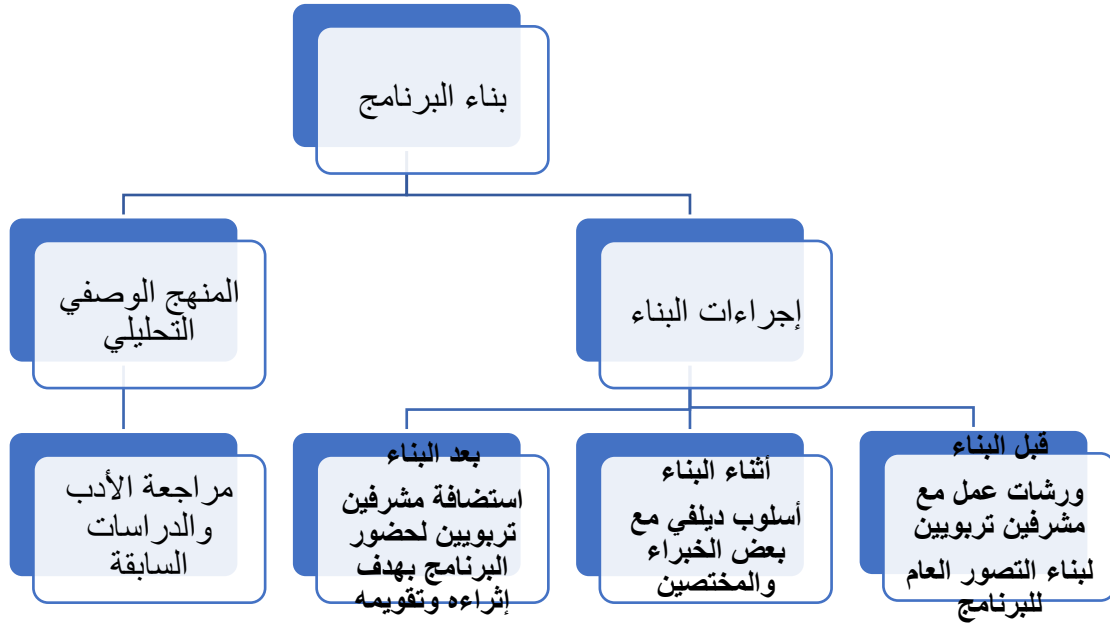 بناء البرنامج
إجراءات البناء
المنهج الوصفي
التحليلي
قبل البناء
ورشات عمل مع
مشرفين تربويين
لبناء التصور العام
للبرنامج
أثناء البناء
أسلوب ديلفي مع
بعض الخبراء
والمختصين
بعد البناء
استضافة مشرفين
تربويين لحضور
البرنامج بهدف
إثراءه وتقويمه
مراجعة الأدب
والدراسات
السابقة